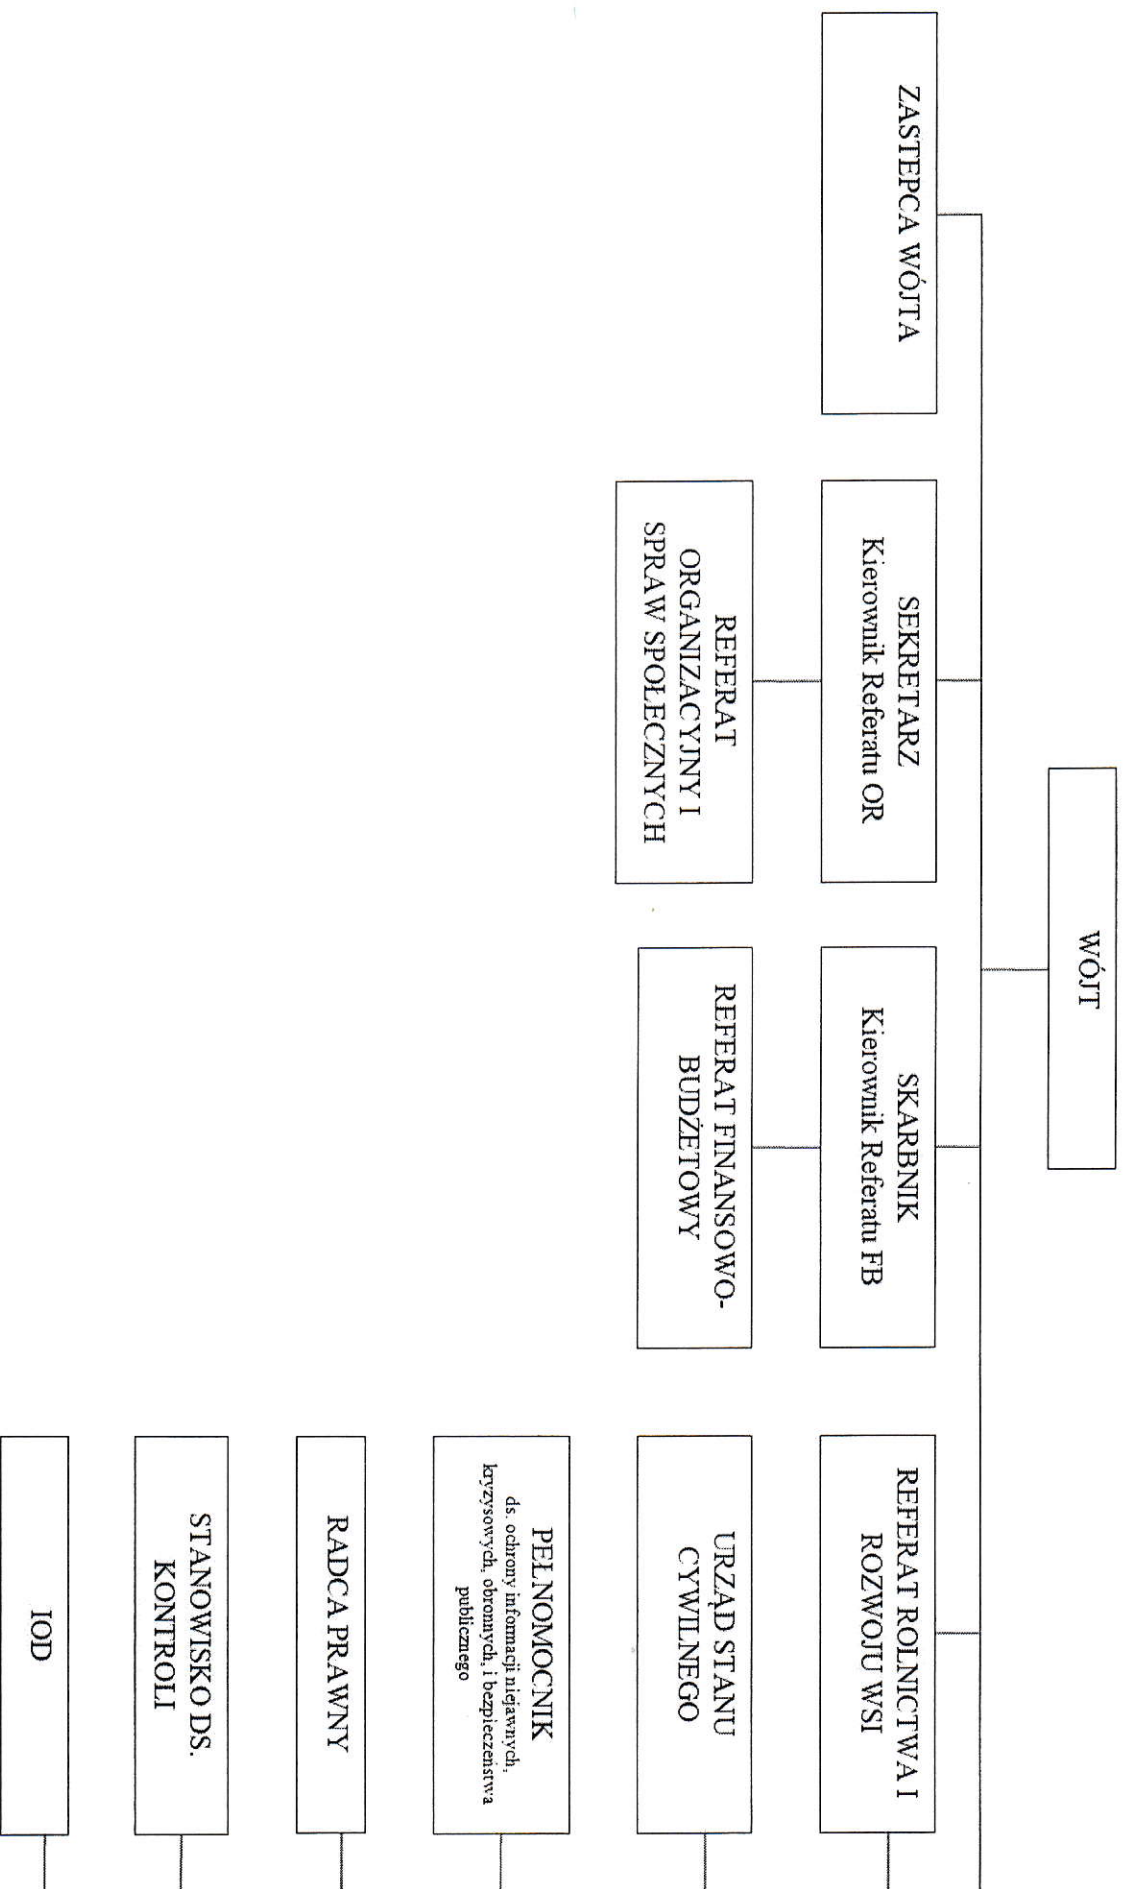 WÓJT
ZASTEPCA WÓJTA
SEKRETARZ
Kierownik Referatu OR
REFERAT
ORGANIZACYJNY I
SPRAW SPOŁECZNYCH
SKARBNIK
Kierownik Referatu FB
REFERAT FINANSOWO-
BUDŻETOWY
REFERAT ROLNICTWA I
ROZWOJU WSI
URZĄD STANU
CYWILNEGO
PEŁNOMOCNIK
ds. ochrony informacji niejawnych,
kryzysowych, obronnych, i bezpieczeństwa
publicznego
RADCA PRAWNY
STANOWISKO DS.
KONTROLI
IOD